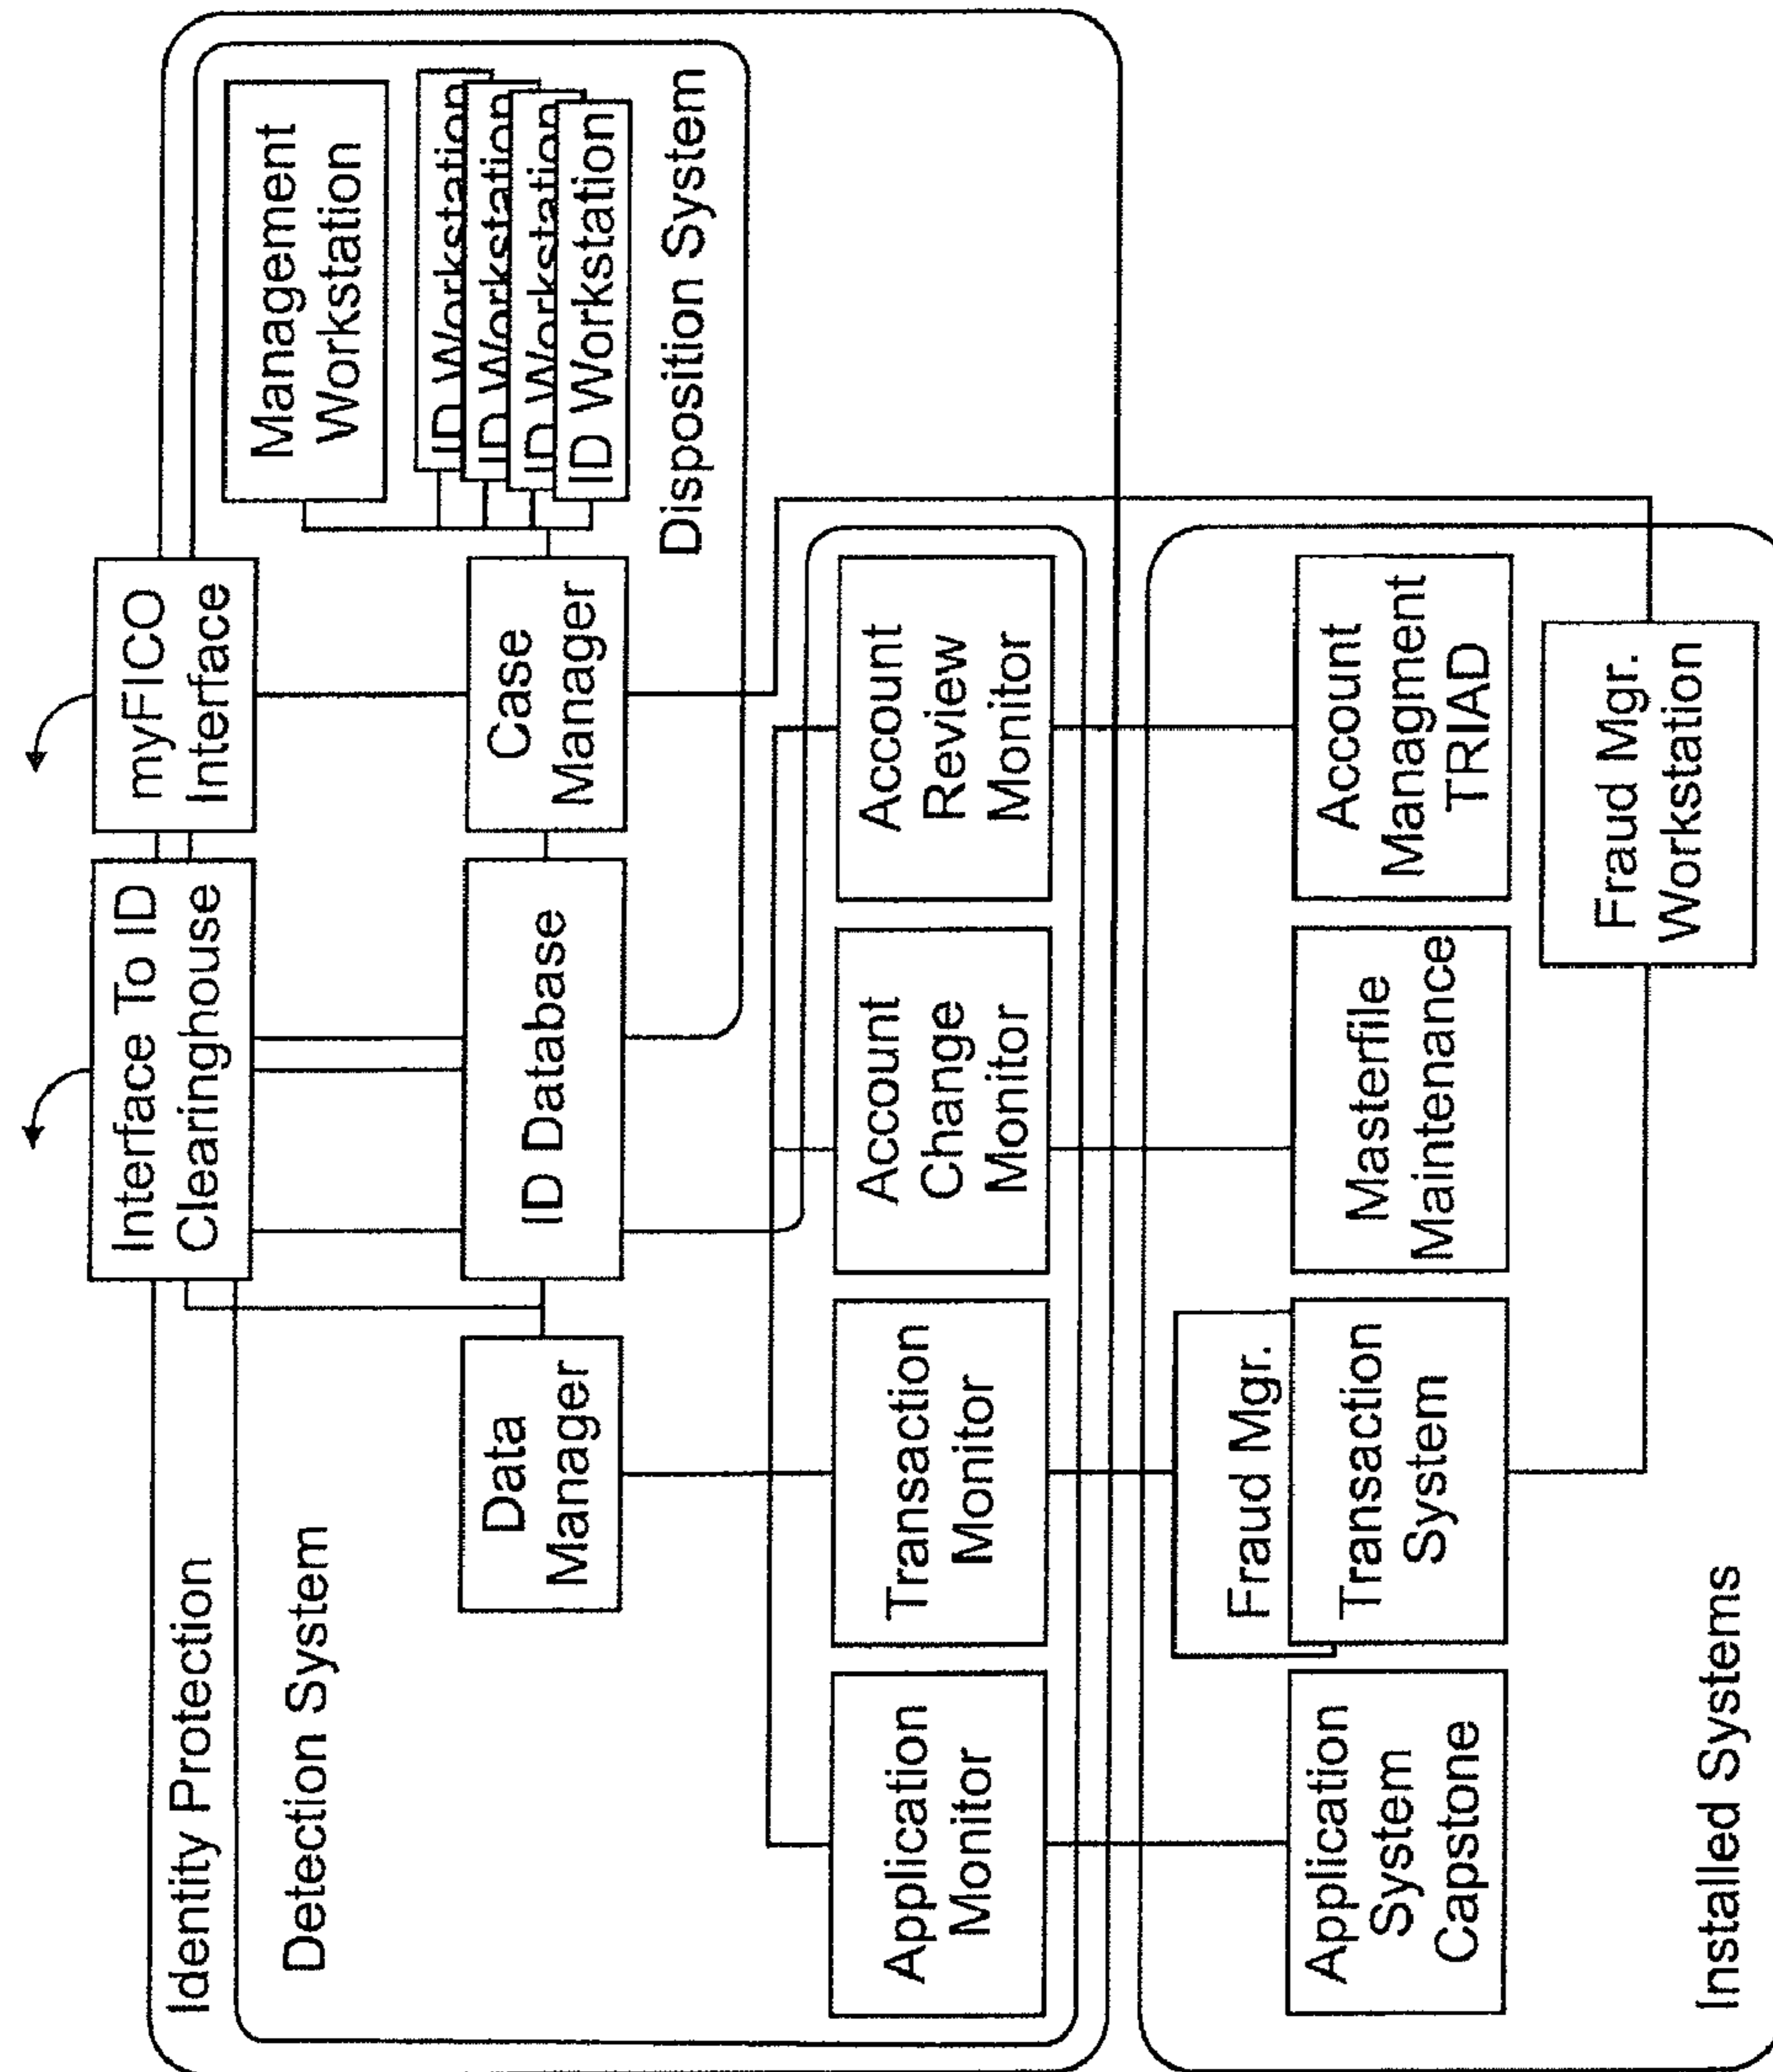 Identity Protection
Interface To ID
Clearinghouse
myFICO
Interface
Detection System
Management
Workstation
Data
Manager
ID Database
Case
Manager
ID Workstation
ID Workstation
ID Workstation
ID Workstation
Disposition System
Application
Monitor
Transaction
Monitor
Account
Change
Monitor
Account
Review
Monitor
Fraud Mgr.
Application
System
Capstone
Transaction
System
Masterfile
Maintenance
Account
Managment
TRIAD
Fraud Mgr.
Workstation
Installed Systems